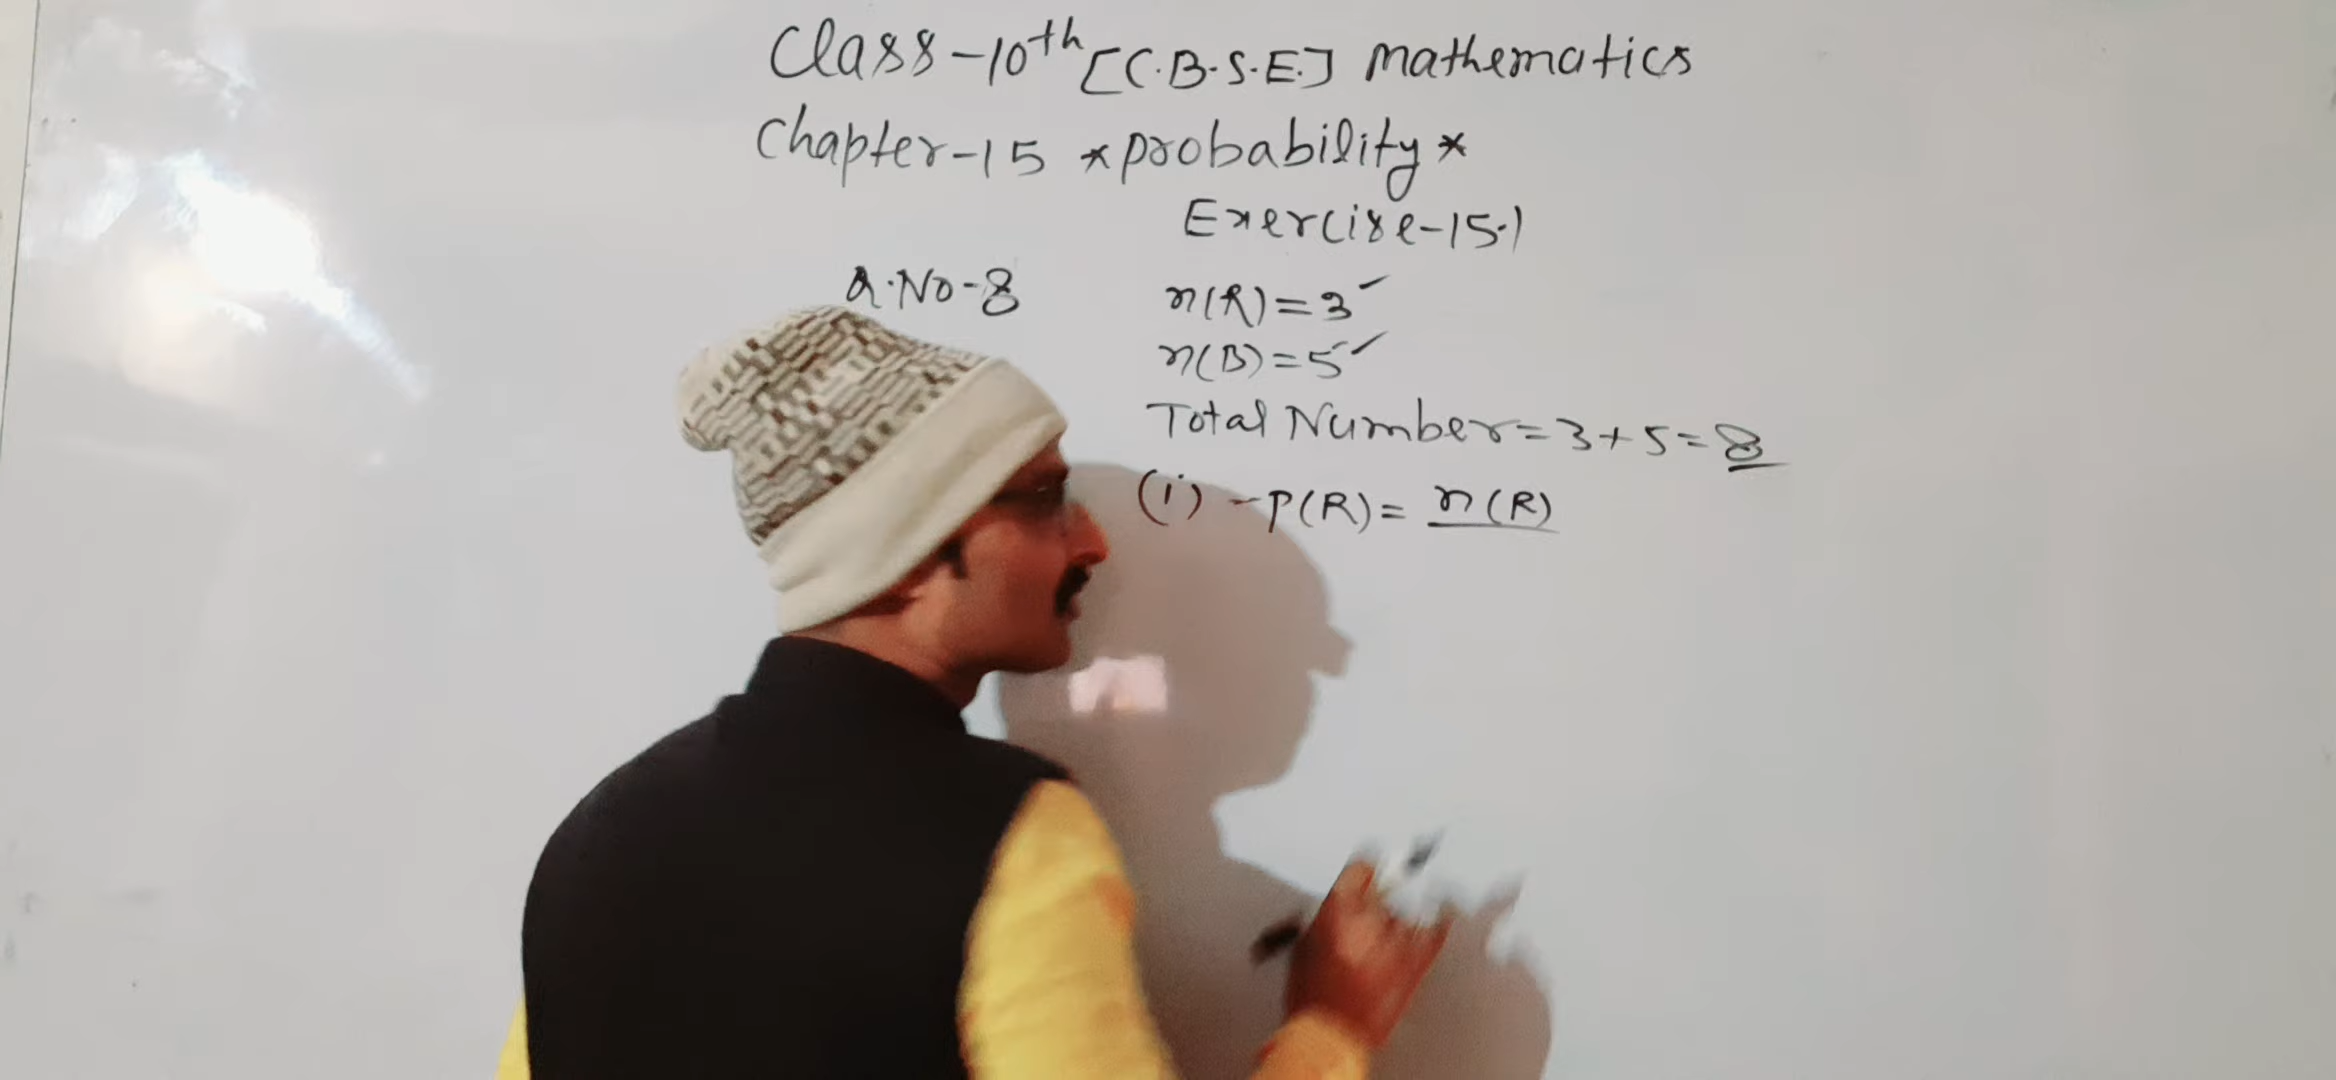 Class-10th [C.B.S.E.] Mathematics
Chapter-15 *Probability*
Exercise-15.1
Q.No-8
n(R)=3
n(B)=5
Total Number=3+5=8
(i) - P(R)= n(R)